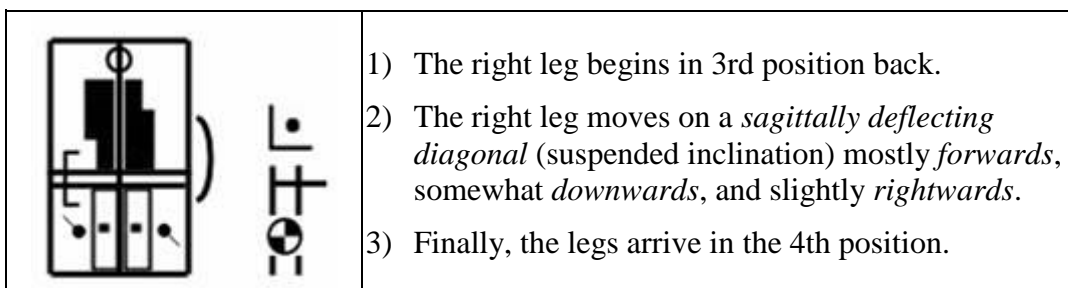 1) The right leg begins in 3rd position back.
2) The right leg moves on a sagittally deflecting
diagonal (suspended inclination) mostly forwards,
somewhat downwards, and slightly rightwards.
3) Finally, the legs arrive in the 4th position.